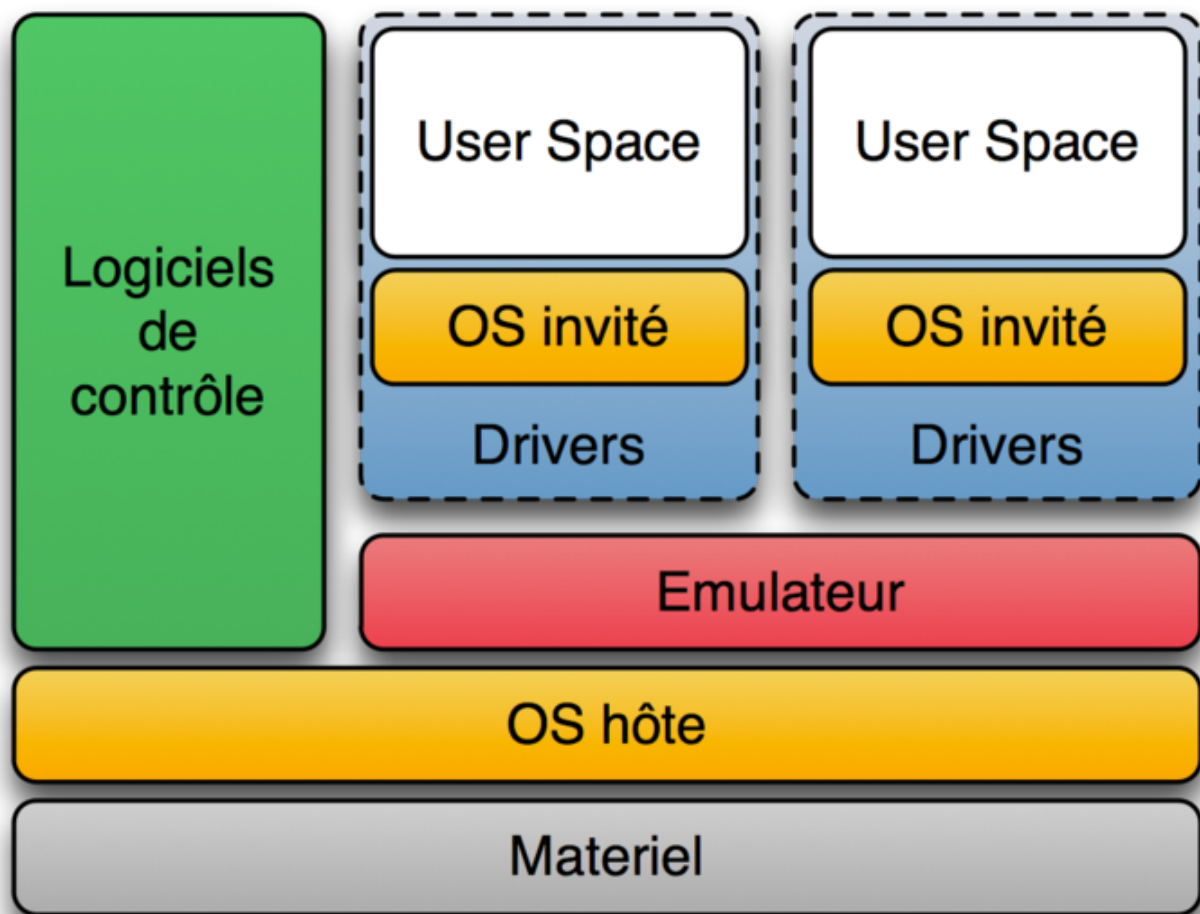 Logiciels
de
contrôle
User Space
OS invité
Drivers
User Space
OS invité
Drivers
Emulateur
OS hôte
Materiel